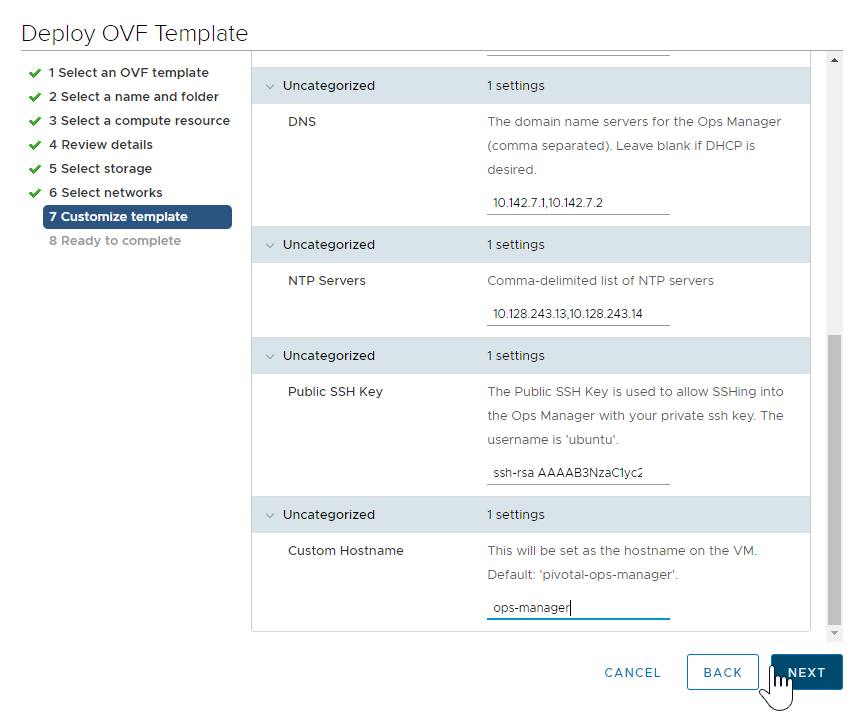 Deploy OVF Template
1 Select an OVF template
2 Select a name and folder
3 Select a compute resource
4 Review details
5 Select storage
6 Select networks
7 Customize template
8 Ready to complete
Uncategorized 1 settings
DNS The domain name servers for the Ops Manager
(comma separated). Leave blank if DHCP is
desired.
10.142.7.1,10.142.7.2
Uncategorized 1 settings
NTP Servers Comma-delimited list of NTP servers
10.128.243.13,10.128.243.14
Uncategorized 1 settings
Public SSH Key The Public SSH Key is used to allow SSHing into
the Ops Manager with your private ssh key. The
username is 'ubuntu'.
ssh-rsa AAAAB3NzaC1yc2
Uncategorized 1 settings
Custom Hostname This will be set as the hostname on the VM.
Default: 'pivotal-ops-manager'.
ops-manager
CANCEL BACK NEXT